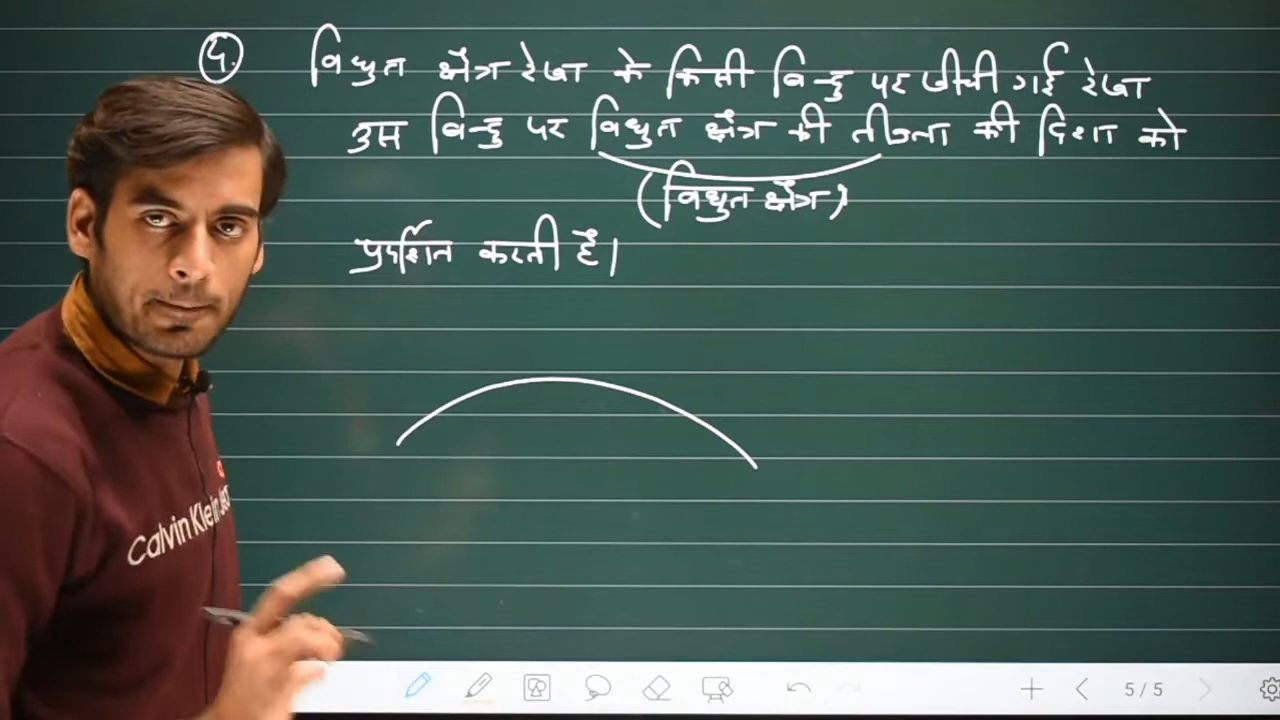 4. विधुत क्षेत्र रेखा के किसी बिन्दु पर खीची गई रेखा
उस बिन्दु पर विधुत क्षेत्र की तीव्रता की दिशा को
(विधुत क्षेत्र)
प्रदर्शित करती है।
Calvin Klein
5/5